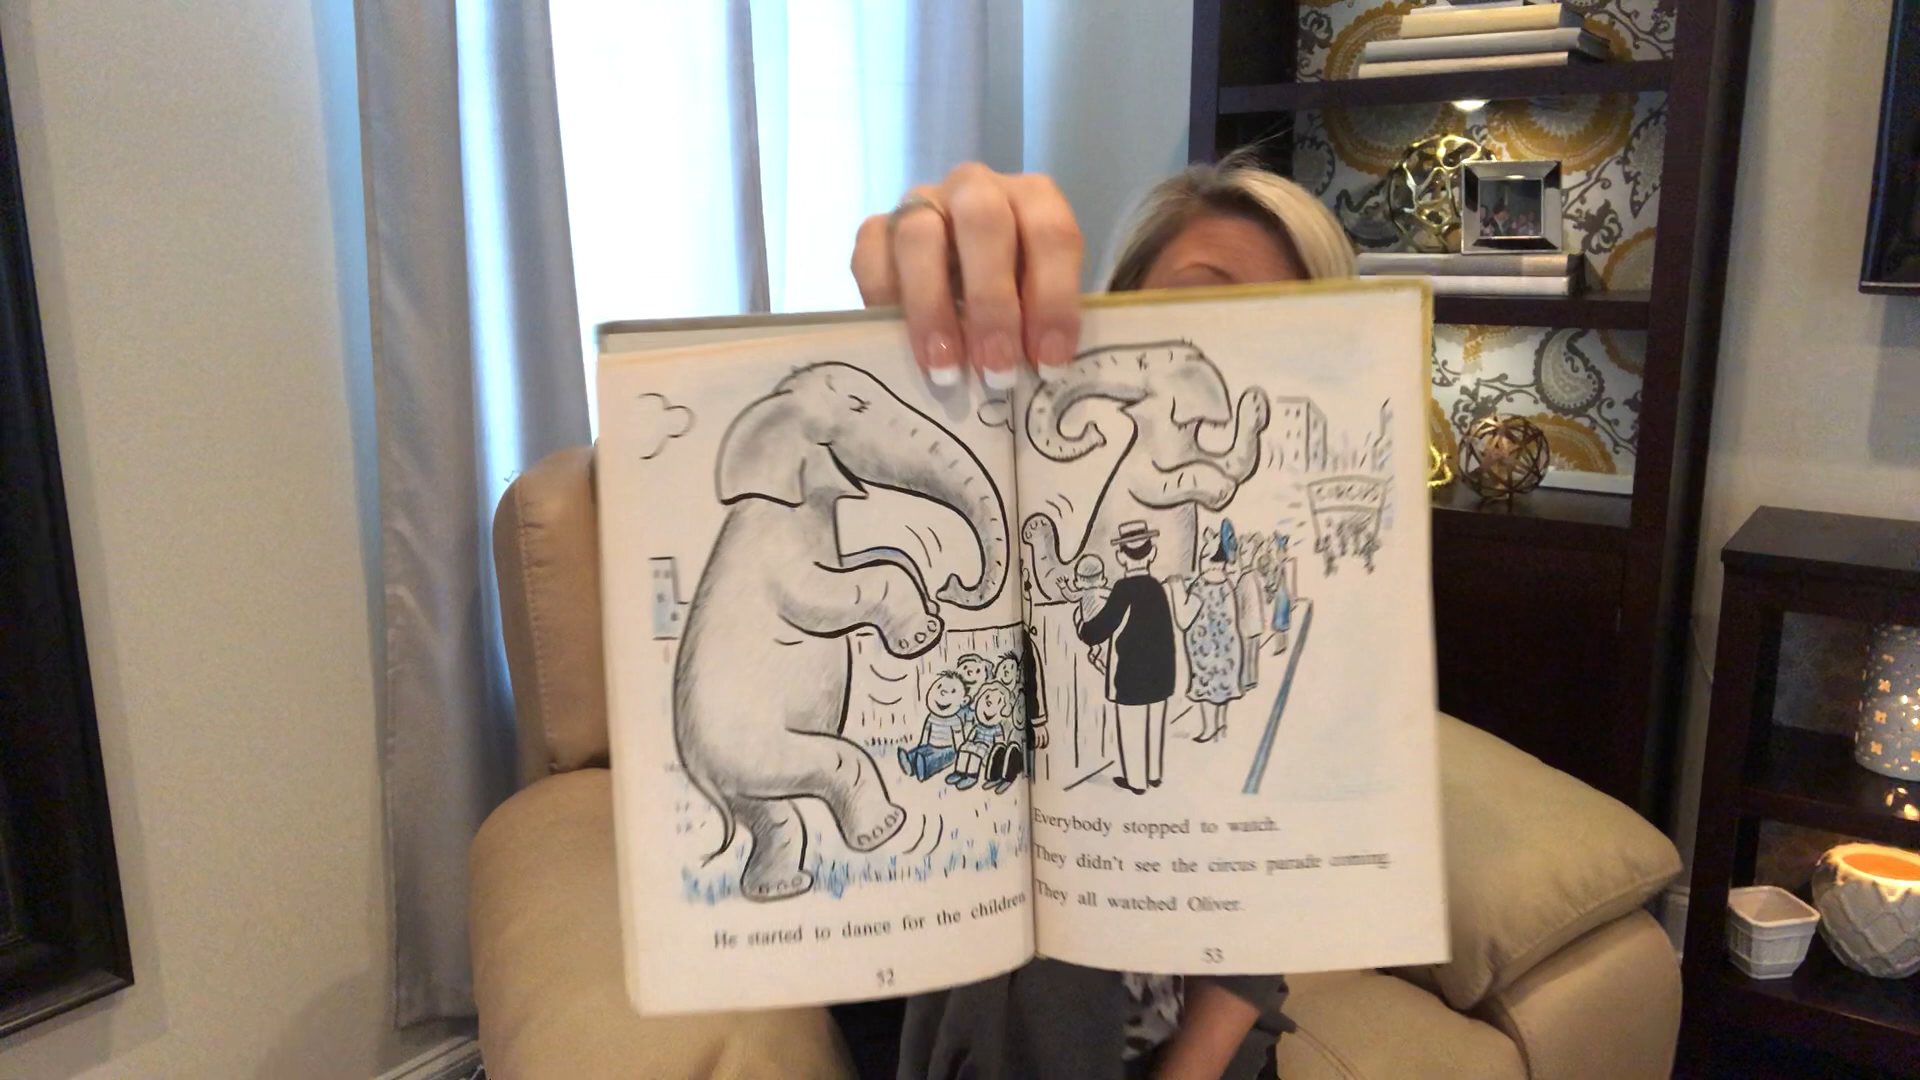 CIRCUS
He started to dance for the children
52
Everybody stopped to watch.
They didn't see the circus parade coming.
They all watched Oliver.
53